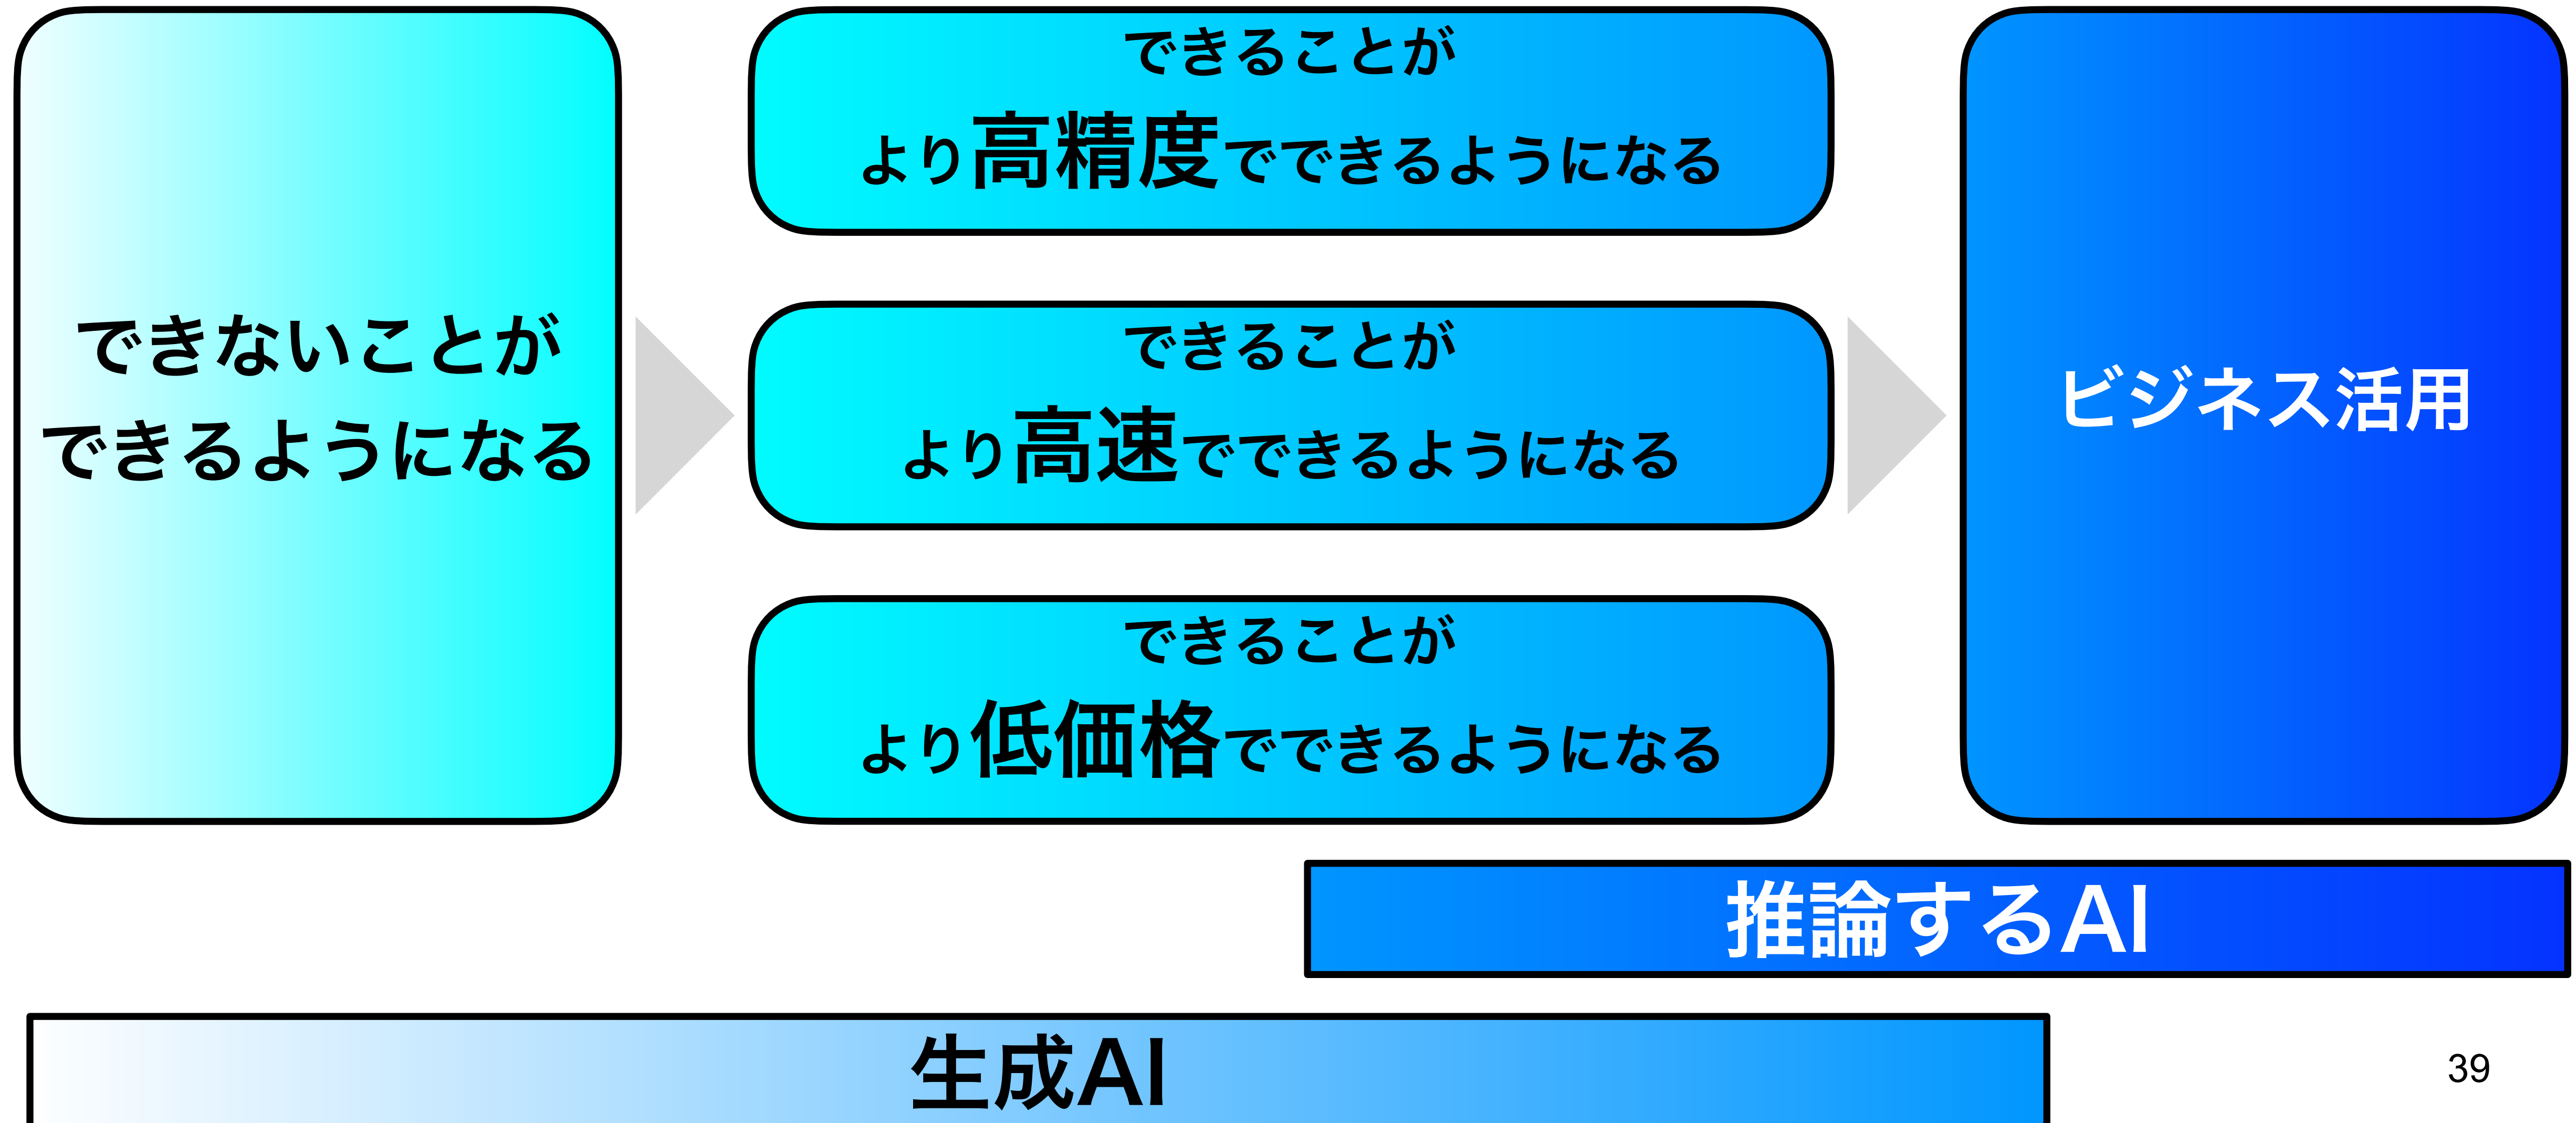 できないことが
できるようになる
できることが
より高精度でできるようになる
できることが
より高速でできるようになる
できることが
より低価格でできるようになる
ビジネス活用
推論するAI
生成AI
39